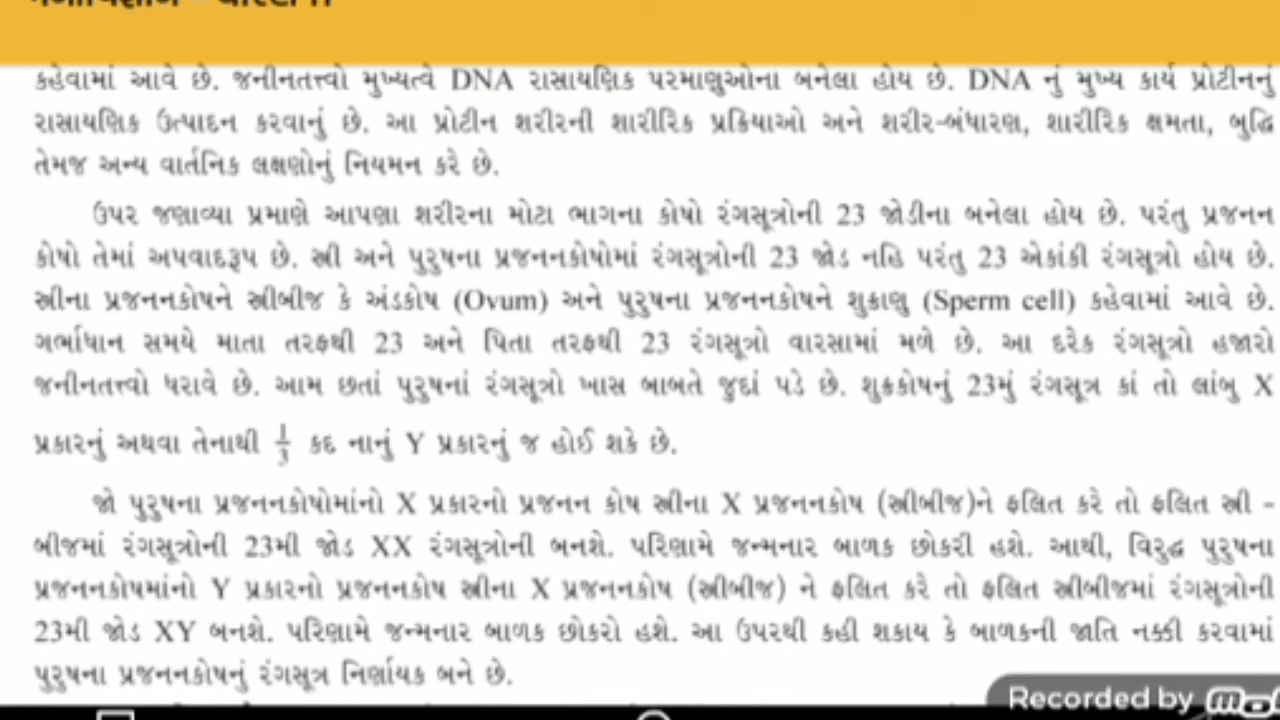 કહેવામાં આવે છે. જનીનતત્ત્વો મુખ્યત્વે DNA રાસાયણિક પરમાણુઓના બનેલા હોય છે. DNA નું મુખ્ય કાર્ય પ્રોટીનનું
રાસાયણિક ઉત્પાદન કરવાનું છે. આ પ્રોટીન શરીરની શારીરિક પ્રક્રિયાઓ અને શરીર-બંધારણ, શારીરિક ક્ષમતા, બુદ્ધિ
તેમજ અન્ય વાર્તનિક લક્ષણોનું નિયમન કરે છે.
ઉપર જણાવ્યા પ્રમાણે આપણા શરીરના મોટા ભાગના કોષો રંગસૂત્રોની 23 જોડીના બનેલા હોય છે. પરંતુ પ્રજનન
કોષો તેમાં અપવાદરૂપ છે. સ્ત્રી અને પુરુષના પ્રજનનકોષોમાં રંગસૂત્રોની 23 જોડ નહિ પરંતુ 23 એકાંકી રંગસૂત્રો હોય છે.
સ્ત્રીના પ્રજનનકોષને સ્ત્રીબીજ કે અંડકોષ (Ovum) અને પુરુષના પ્રજનનકોષને શુક્રાણુ (Sperm cell) કહેવામાં આવે છે.
ગર્ભાધાન સમયે માતા તરફથી 23 અને પિતા તરફથી 23 રંગસૂત્રો વારસામાં મળે છે. આ દરેક રંગસૂત્રો હજારો
જનીનતત્ત્વો ધરાવે છે. આમ છતાં પુરુષનાં રંગસૂત્રો ખાસ બાબતે જુદાં પડે છે. શુક્રકોષનું 23મું રંગસૂત્ર કાં તો લાંબુ X
પ્રકારનું અથવા તેનાથી 1/3 કદ નાનું Y પ્રકારનું જ હોઈ શકે છે.
જો પુરુષના પ્રજનનકોષોમાંનો X પ્રકારનો પ્રજનન કોષ સ્ત્રીના X પ્રજનનકોષ (સ્ત્રીબીજ)ને ફલિત કરે તો ફલિત સ્ત્રી -
બીજમાં રંગસૂત્રોની 23મી જોડ XX રંગસૂત્રોની બનશે. પરિણામે જન્મનાર બાળક છોકરી હશે. આથી, વિરુદ્ધ પુરુષના
પ્રજનનકોષમાંનો Y પ્રકારનો પ્રજનનકોષ સ્ત્રીના X પ્રજનનકોષ (સ્ત્રીબીજ) ને ફલિત કરે તો ફલિત સ્ત્રીબીજમાં રંગસૂત્રોની
23મી જોડ XY બનશે. પરિણામે જન્મનાર બાળક છોકરો હશે. આ ઉપરથી કહી શકાય કે બાળકની જાતિ નક્કી કરવામાં
પુરુષના પ્રજનનકોષનું રંગસૂત્ર નિર્ણાયક બને છે.
Recorded by